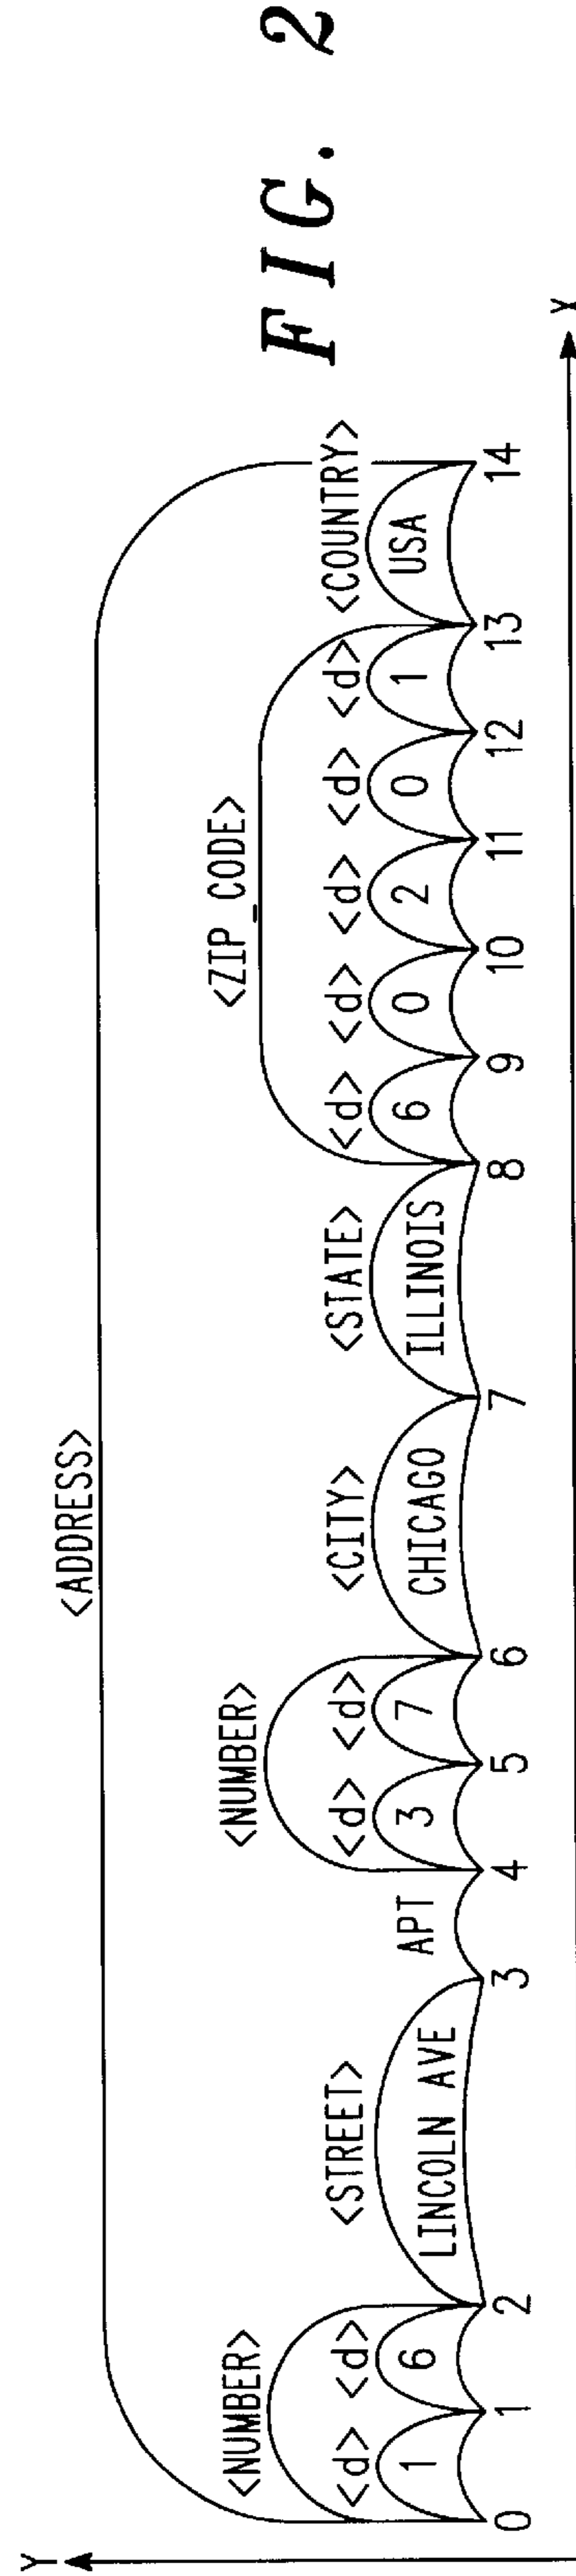 FIG. 2
Y
<ADDRESS>
<NUMBER> <NUMBER> <ZIP_CODE>
<d> <d> <STREET> <d> <d> <CITY> <STATE> <d> <d> <d> <d> <d> <COUNTRY>
1 6 LINCOLN AVE APT 3 7 CHICAGO ILLINOIS 6 0 2 0 1 USA
0 1 2 3 4 5 6 7 8 9 10 11 12 13 14
X